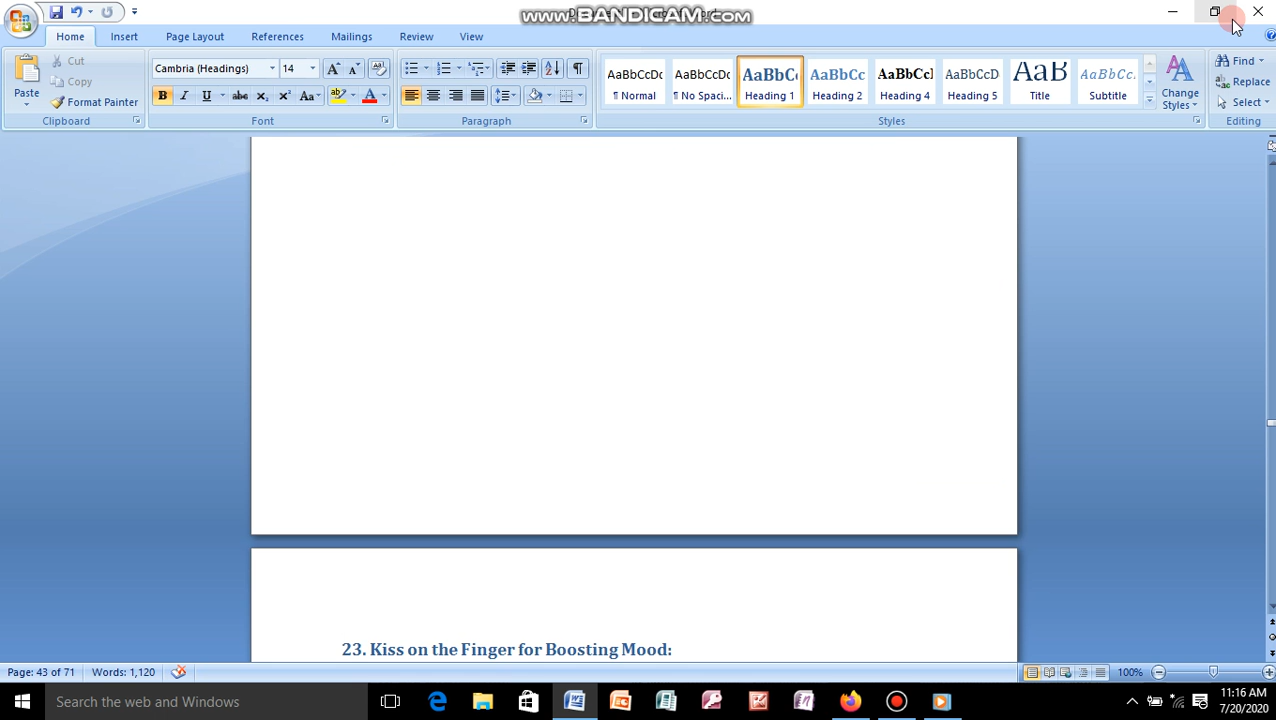 www.BANDICAM.com
Home Insert Page Layout References Mailings Review View
Paste
Cut
Copy
Format Painter
Clipboard
Cambria (Headings) 14
Font
Paragraph
AaBbCcDc AaBbCcDc AaBbC AaBbCc AaBbCcI AaBbCcD AaB AaBbCc.
¶ Normal ¶ No Spaci... Heading 1 Heading 2 Heading 4 Heading 5 Title Subtitle
Change
Styles
Styles
Find
Replace
Select
Editing
23. Kiss on the Finger for Boosting Mood:
Page: 43 of 71 Words: 1,120 100%
Search the web and Windows
11:16 AM
7/20/2020